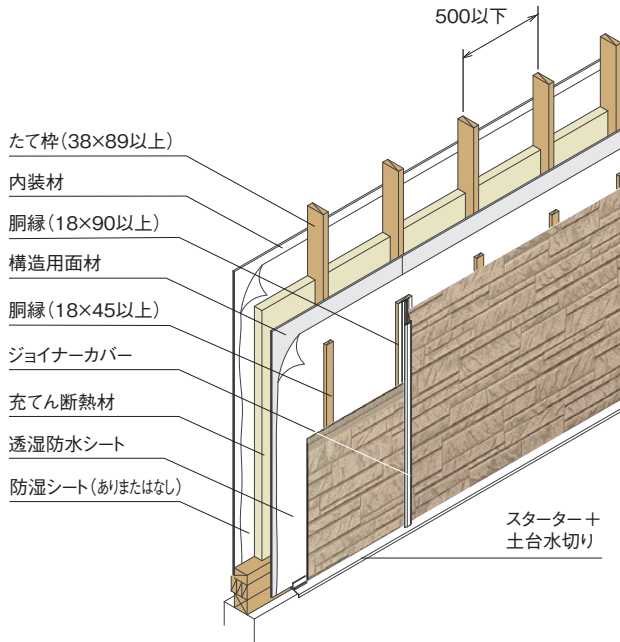 500以下
たて枠(38×89以上)
内装材
胴縁(18×90以上)
構造用面材
胴縁(18×45以上)
ジョイナーカバー
充てん断熱材
透湿防水シート
防湿シート(ありまたはなし)
スターター+
土台水切り